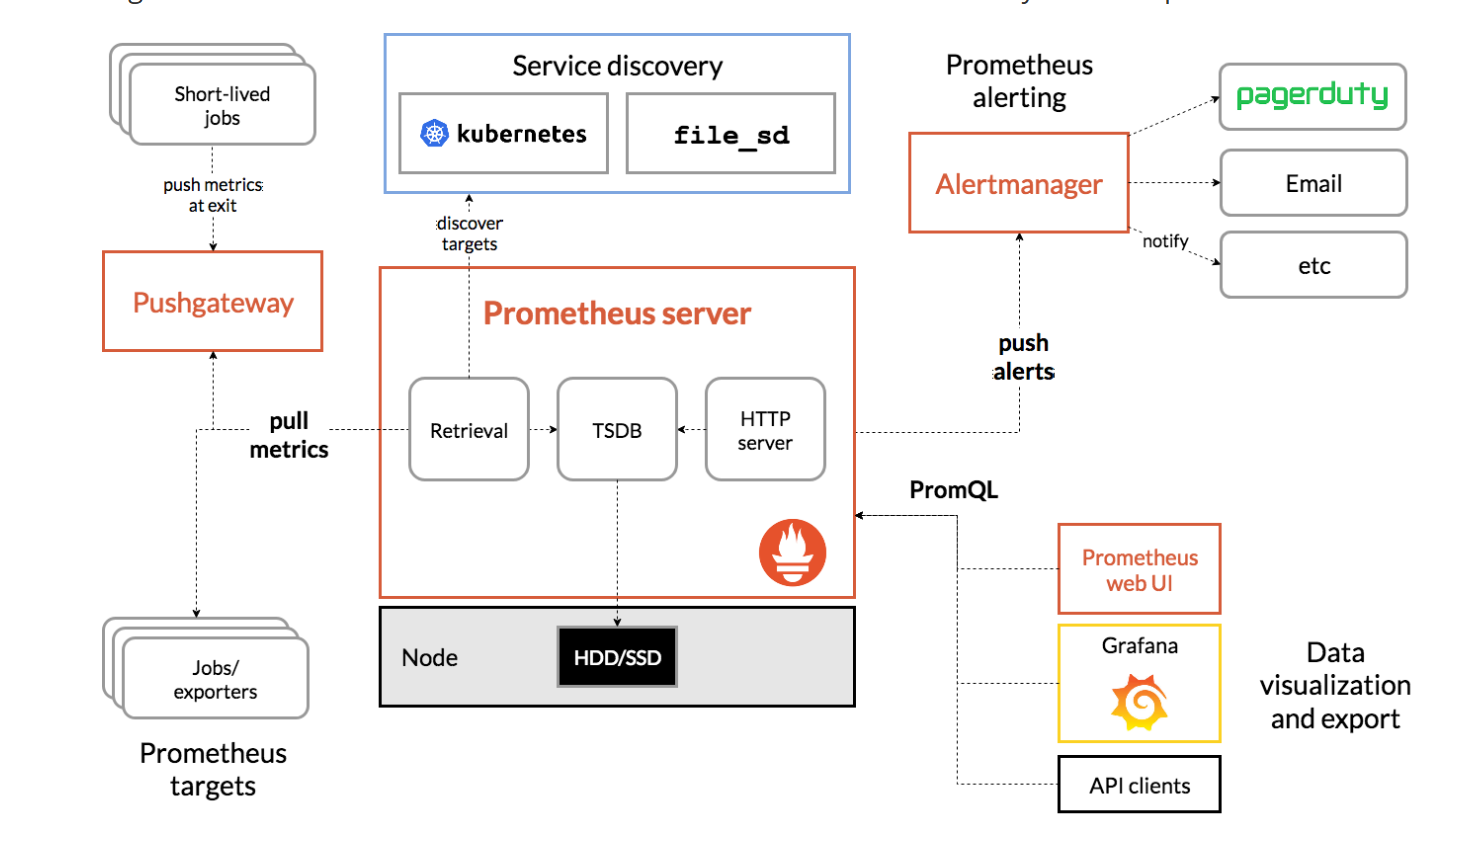 Short-lived
jobs
push metrics
at exit
Pushgateway
pull
metrics
Jobs/
exporters
Prometheus
targets
Service discovery
kubernetes
file_sd
discover
targets
Prometheus server
Retrieval
TSDB
HTTP
server
Node
HDD/SSD
Prometheus
alerting
Alertmanager
pagerduty
Email
notify
etc
push
alerts
PromQL
Prometheus
web UI
Grafana
API clients
Data
visualization
and export